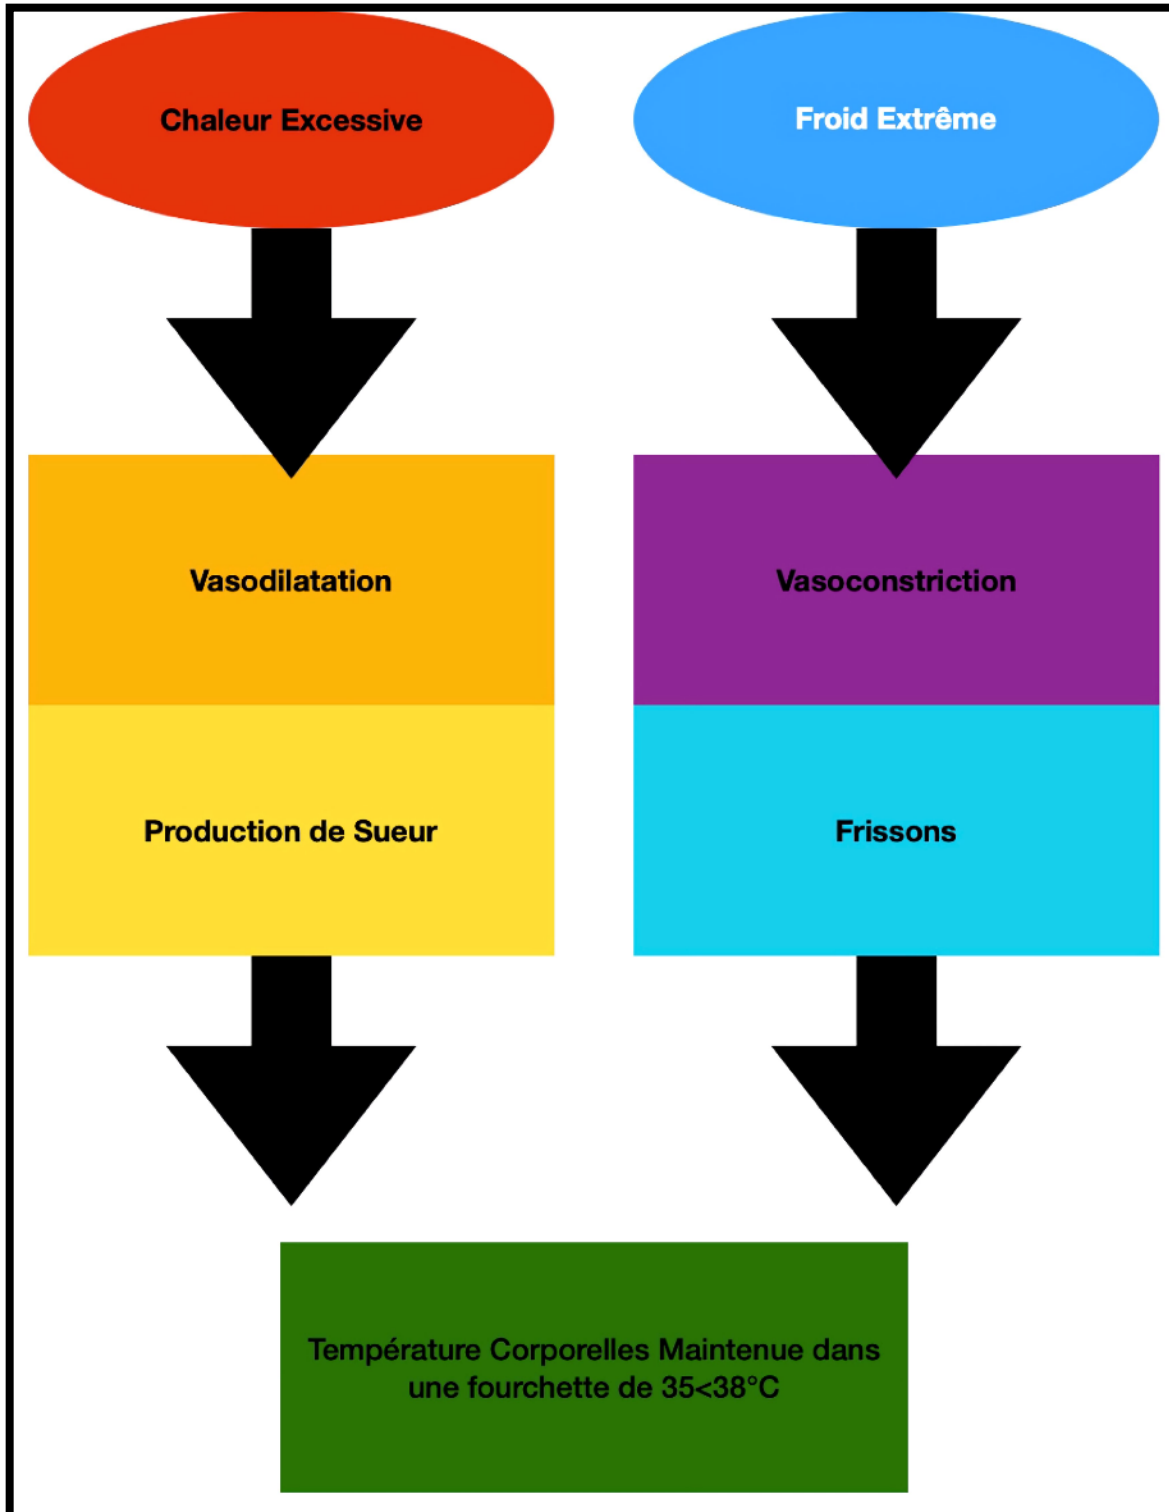 Chaleur Excessive
Froid Extrême
Vasodilatation
Vasoconstriction
Production de Sueur
Frissons
Température Corporelles Maintenue dans
une fourchette de 35<38°C